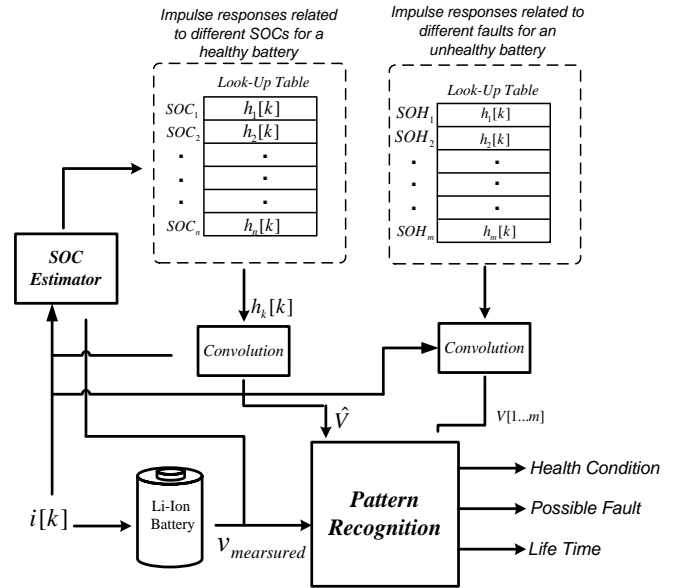 Impulse responses related
to different SOCs for a
healthy battery
Look-Up Table
SOC1 h1[k]
SOC2 h2[k]
SOCn hn[k]
Impulse responses related to
different faults for an
unhealthy battery
Look-Up Table
SOH1 h1[k]
SOH2 h2[k]
SOHm hm[k]
SOC
Estimator
hk[k]
Convolution
Convolution
V̂
V[1...m]
i[k]
Li-Ion
Battery
vmearsured
Pattern
Recognition
Health Condition
Possible Fault
Life Time